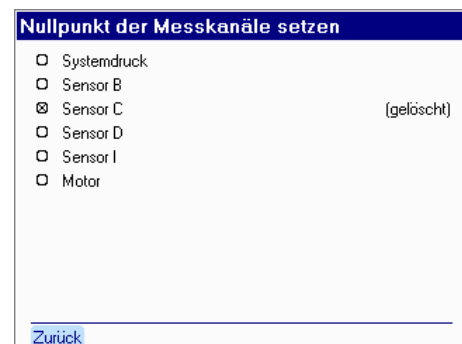 Nullpunkt der Messkanäle setzen
Systemdruck
Sensor B
Sensor C (gelöscht)
Sensor D
Sensor I
Motor
Zurück